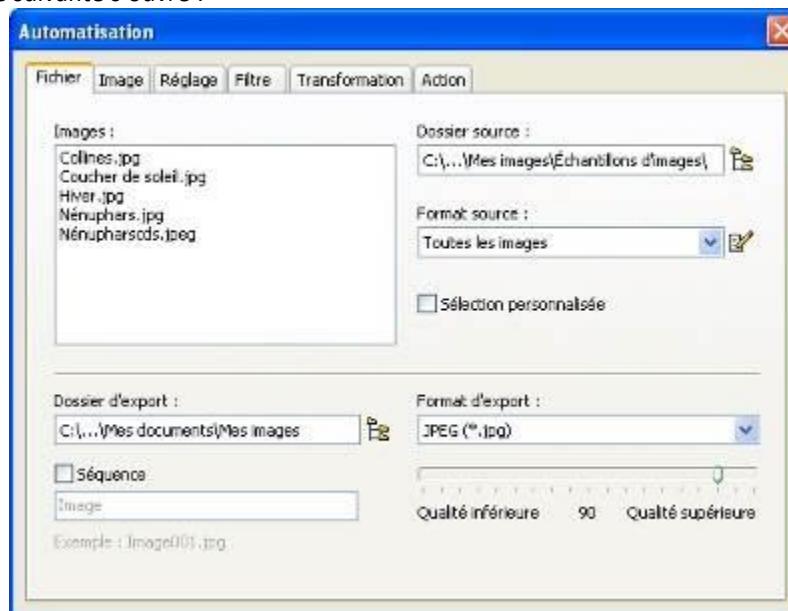 suivante s'ouvre :
Automatisation
Fichier Image Réglage Filtre Transformation Action
Images :
Collines.jpg
Coucher de soleil.jpg
Hiver.jpg
Nénuphars.jpg
Nénupharscds.jpeg
Dossier source :
C:\...\Mes images\Échantillons d'images\
Format source :
Toutes les images
Sélection personnalisée
Dossier d'export :
C:\...\Mes documents\Mes images
Séquence
Image
Exemple : Image001.jpg
Format d'export :
JPEG (*.jpg)
Qualité inférieure 90 Qualité supérieure